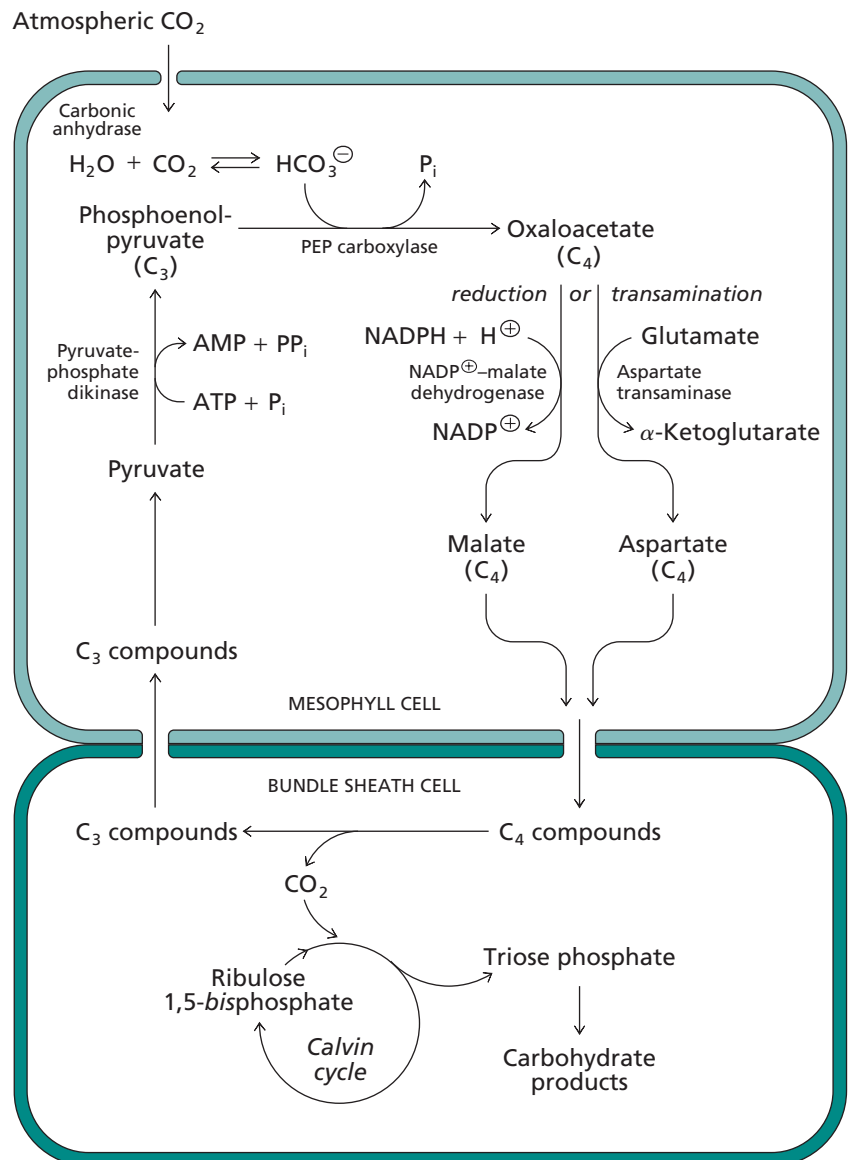 Atmospheric CO₂
Carbonic
anhydrase
H₂O + CO₂ ⇌ HCO₃⊖
Pᵢ
Phosphoenol-
pyruvate
(C₃)
PEP carboxylase
Oxaloacetate
(C₄)
reduction or transamination
NADPH + H⊕
Glutamate
NADP⊕–malate
dehydrogenase
Aspartate
transaminase
NADP⊕
α-Ketoglutarate
Pyruvate-
phosphate
dikinase
AMP + PPᵢ
ATP + Pᵢ
Pyruvate
Malate
(C₄)
Aspartate
(C₄)
C₃ compounds
MESOPHYLL CELL
BUNDLE SHEATH CELL
C₃ compounds
C₄ compounds
CO₂
Ribulose
1,5-bisphosphate
Calvin
cycle
Triose phosphate
Carbohydrate
products